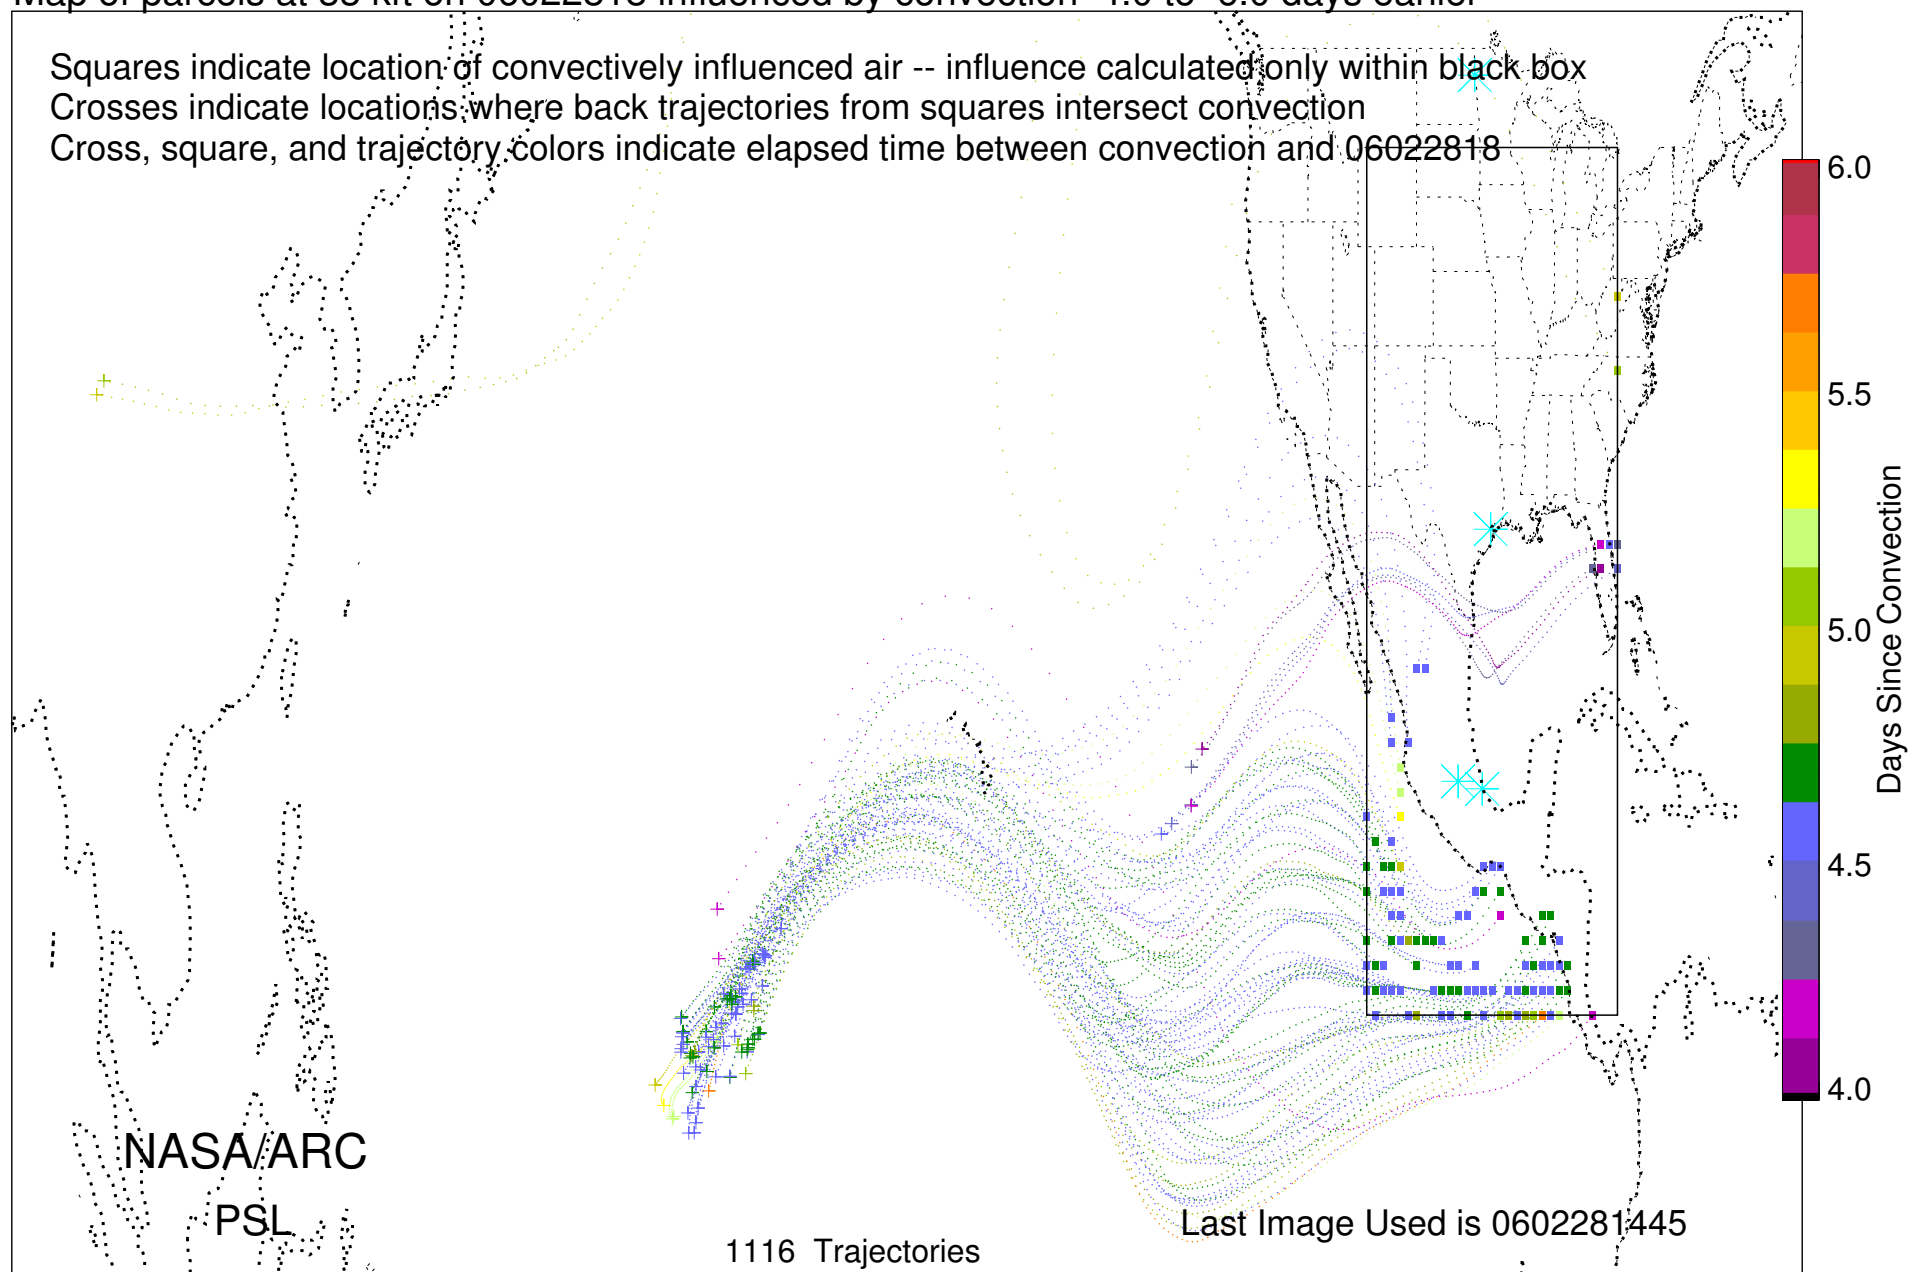 Squares indicate location of convectively influenced air -- influence calculated only within black box
Crosses indicate locations where back trajectories from squares intersect convection
Cross, square, and trajectory colors indicate elapsed time between convection and 06022818
6.0
5.5
5.0
4.5
4.0
Days Since Convection
NASA/ARC
PSL
Last Image Used is 0602281445
1116 Trajectories